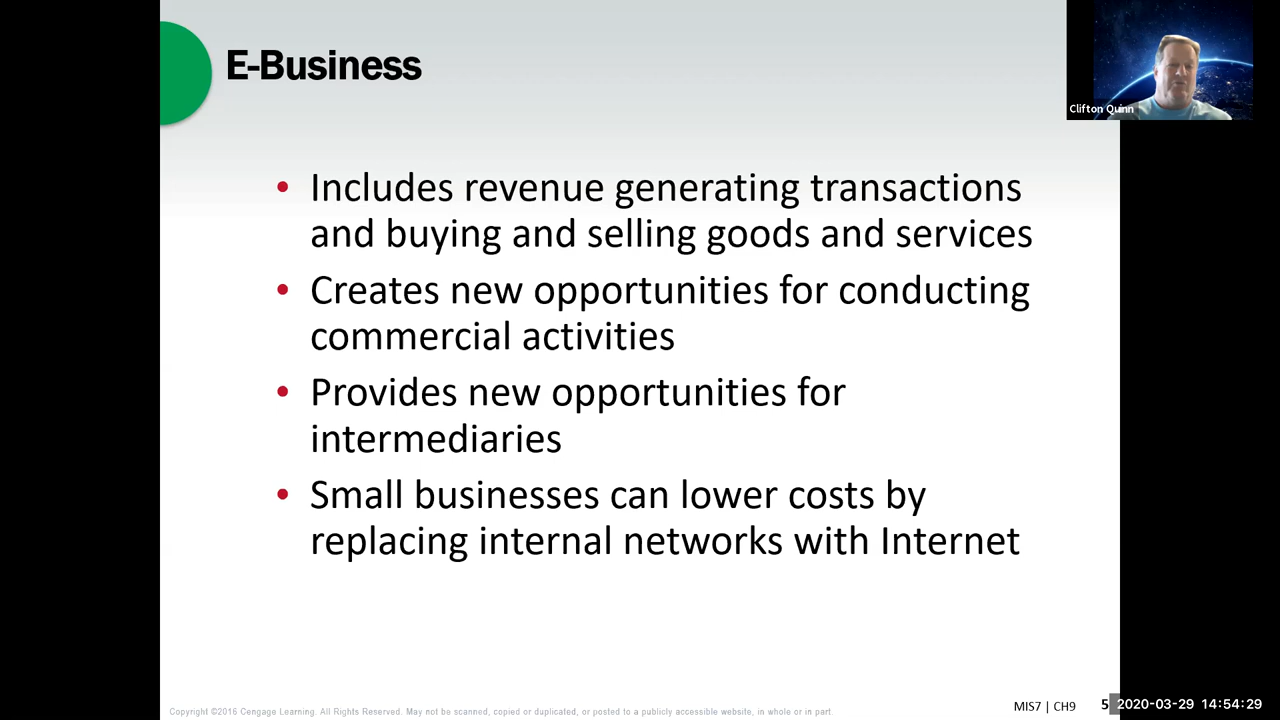 E-Business
Clifton Quinn
• Includes revenue generating transactions
and buying and selling goods and services
• Creates new opportunities for conducting
commercial activities
• Provides new opportunities for
intermediaries
• Small businesses can lower costs by
replacing internal networks with Internet
Copyright ©2016 Cengage Learning. All Rights Reserved. May not be scanned, copied or duplicated, or posted to a publicly accessible website, in whole or in part.
MIS7 | CH9
5
2020-03-29 14:54:29